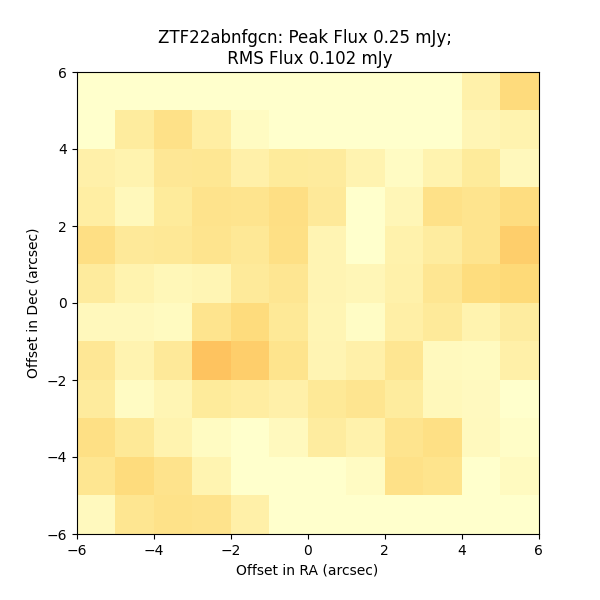 ZTF22abnfgcn: Peak Flux 0.25 mJy;
RMS Flux 0.102 mJy
6
4
2
0
−2
−4
−6
Offset in Dec (arcsec)
−6 −4 −2 0 2 4 6
Offset in RA (arcsec)